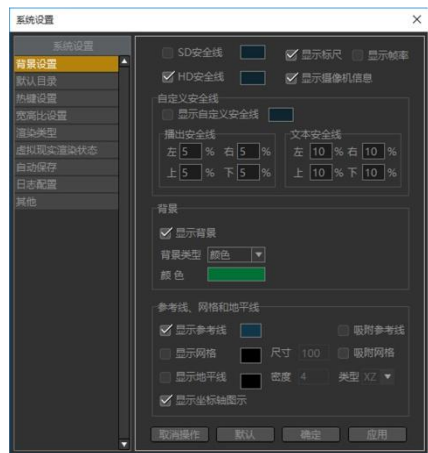 系统设置
系统设置
背景设置
默认目录
热键设置
宽高比设置
渲染类型
虚拟现实渲染状态
自动保存
日志配置
其他
SD安全线 显示标尺 显示帧率
HD安全线 显示摄像机信息
自定义安全线
显示自定义安全线
播出安全线 文本安全线
左 5 % 右 5 % 左 10 % 右 10 %
上 5 % 下 5 % 上 10 % 下 10 %
背景
显示背景
背景类型 颜色
颜 色
参考线、网格和地平线
显示参考线 吸附参考线
显示网格 尺寸 100 吸附网格
显示地平线 密度 4 类型 XZ
显示坐标轴图示
取消操作 默认 确定 应用